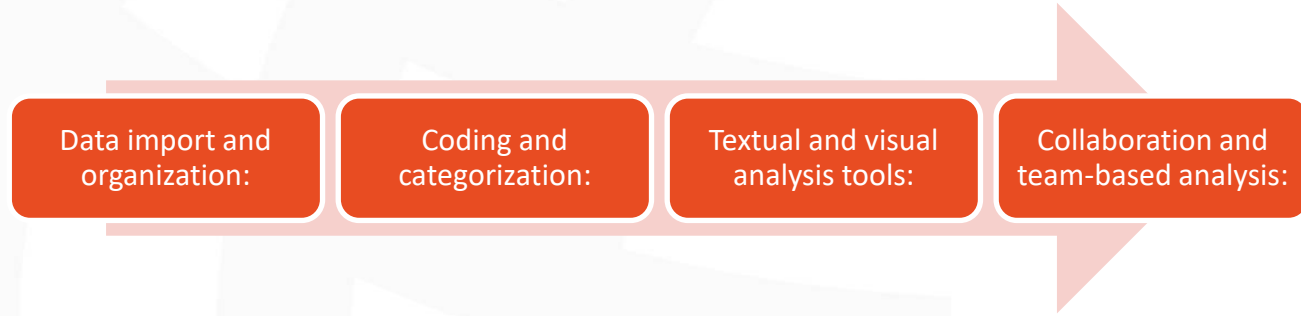 Data import and
organization:
Coding and
categorization:
Textual and visual
analysis tools:
Collaboration and
team-based analysis: